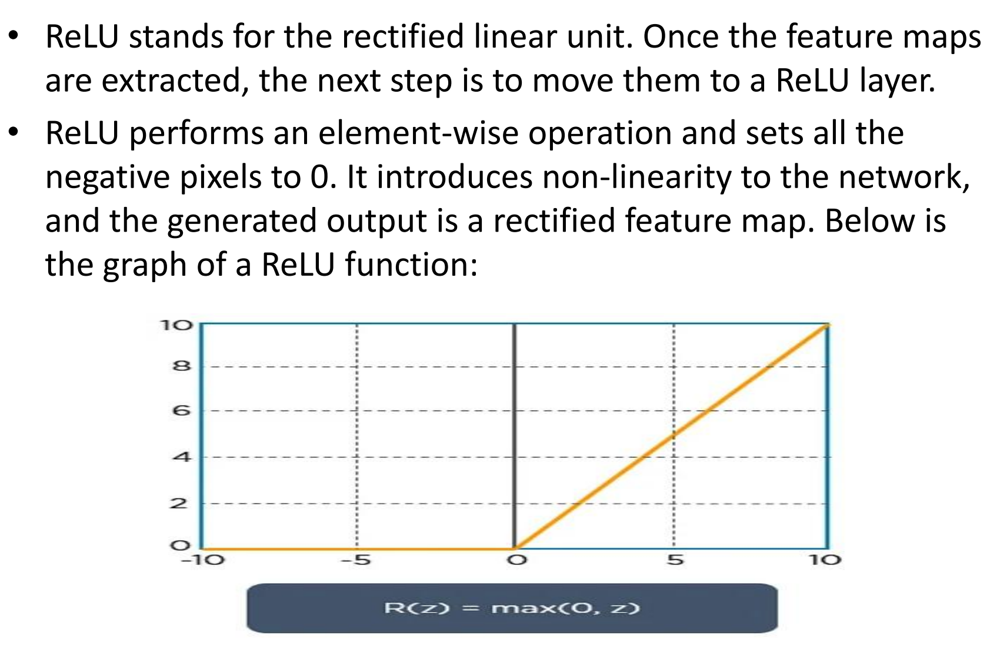 • ReLU stands for the rectified linear unit. Once the feature maps
are extracted, the next step is to move them to a ReLU layer.
• ReLU performs an element-wise operation and sets all the
negative pixels to 0. It introduces non-linearity to the network,
and the generated output is a rectified feature map. Below is
the graph of a ReLU function:
10
8
6
4
2
0
-10 -5 0 5 10
R(z) = max(0, z)